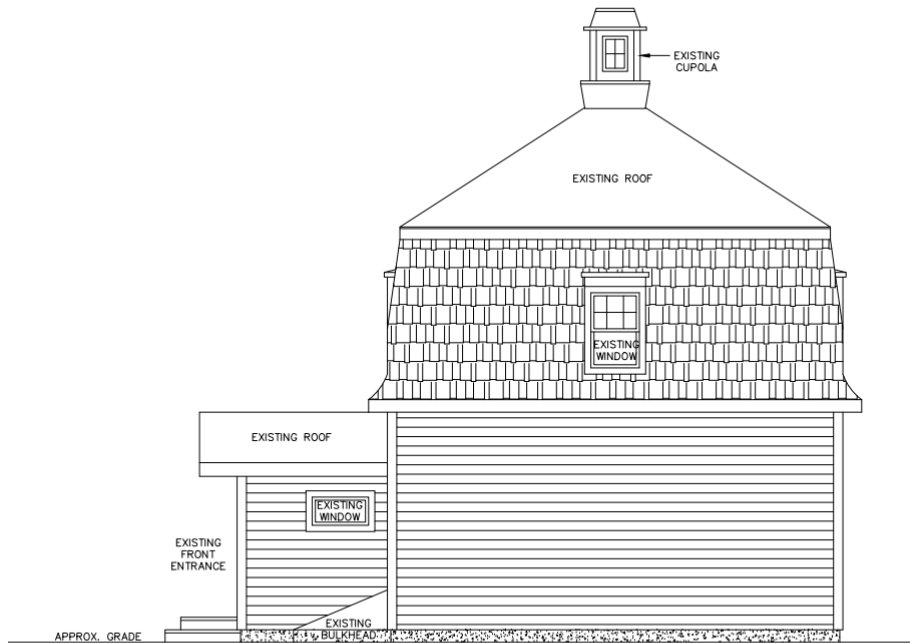 EXISTING
CUPOLA
EXISTING ROOF
EXISTING
WINDOW
EXISTING ROOF
EXISTING
WINDOW
EXISTING
FRONT
ENTRANCE
EXISTING
BULKHEAD
APPROX. GRADE